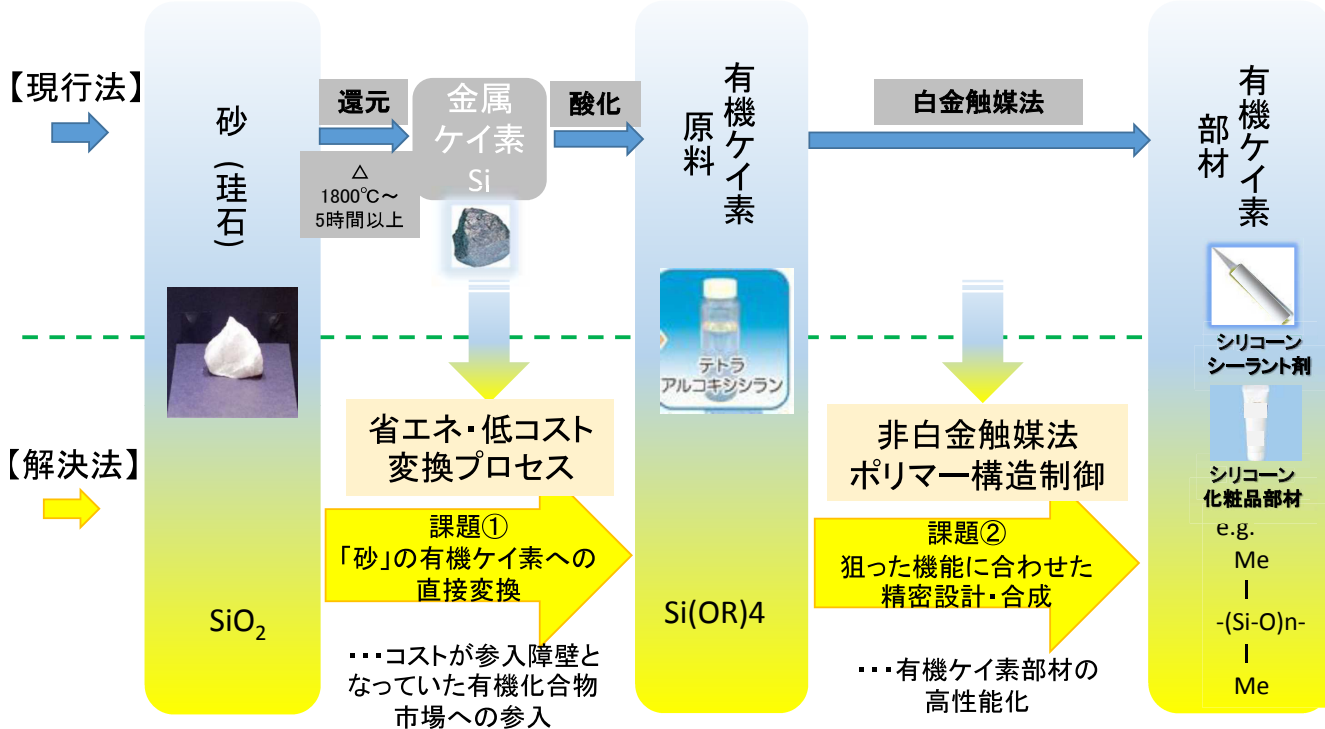 【現行法】
砂（珪石）
還元
△
1800℃～
5時間以上
金属
ケイ素
Si
酸化
有機ケイ素
原料
白金触媒法
有機ケイ素
部材
テトラ
アルコキシシラン
シリコーン
シーラント剤
シリコーン
化粧品部材
【解決法】
省エネ・低コスト
変換プロセス
課題①
「砂」の有機ケイ素への
直接変換
・・・コストが参入障壁と
なっていた有機化合物
市場への参入
非白金触媒法
ポリマー構造制御
課題②
狙った機能に合わせた
精密設計・合成
・・・有機ケイ素部材の
高性能化
SiO₂
Si(OR)4
e.g.
Me
-(Si-O)n-
Me